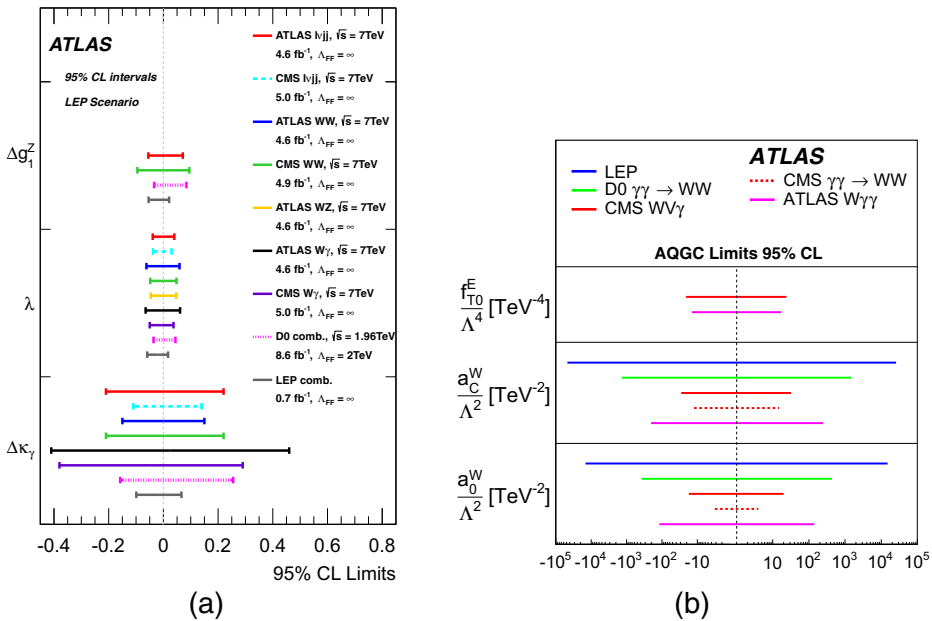 ATLAS
95% CL intervals
LEP Scenario
ATLAS lνjj, √s = 7TeV
4.6 fb⁻¹, Λ_FF = ∞
CMS lνjj, √s = 7TeV
5.0 fb⁻¹, Λ_FF = ∞
ATLAS WW, √s = 7TeV
4.6 fb⁻¹, Λ_FF = ∞
CMS WW, √s = 7TeV
4.9 fb⁻¹, Λ_FF = ∞
ATLAS WZ, √s = 7TeV
4.6 fb⁻¹, Λ_FF = ∞
ATLAS Wγ, √s = 7TeV
4.6 fb⁻¹, Λ_FF = ∞
CMS Wγ, √s = 7TeV
5.0 fb⁻¹, Λ_FF = ∞
D0 comb., √s = 1.96TeV
8.6 fb⁻¹, Λ_FF = 2TeV
LEP comb.
0.7 fb⁻¹, Λ_FF = ∞
Δg₁ᶻ
λ
Δκᵧ
-0.4 -0.2 0 0.2 0.4 0.6 0.8
95% CL Limits
(a)
ATLAS
LEP
D0 γγ → WW
CMS WVγ
CMS γγ → WW
ATLAS Wγγ
AQGC Limits 95% CL
f_T0^E/Λ⁴ [TeV⁻⁴]
a_C^W/Λ² [TeV⁻²]
a_0^W/Λ² [TeV⁻²]
-10⁵ -10⁴ -10³ -10² -10 10 10² 10³ 10⁴ 10⁵
(b)